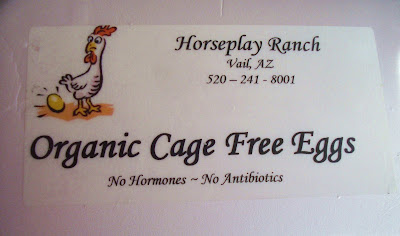 Horseplay Ranch
Vail, AZ
520 – 241 - 8001
Organic Cage Free Eggs
No Hormones ~ No Antibiotics